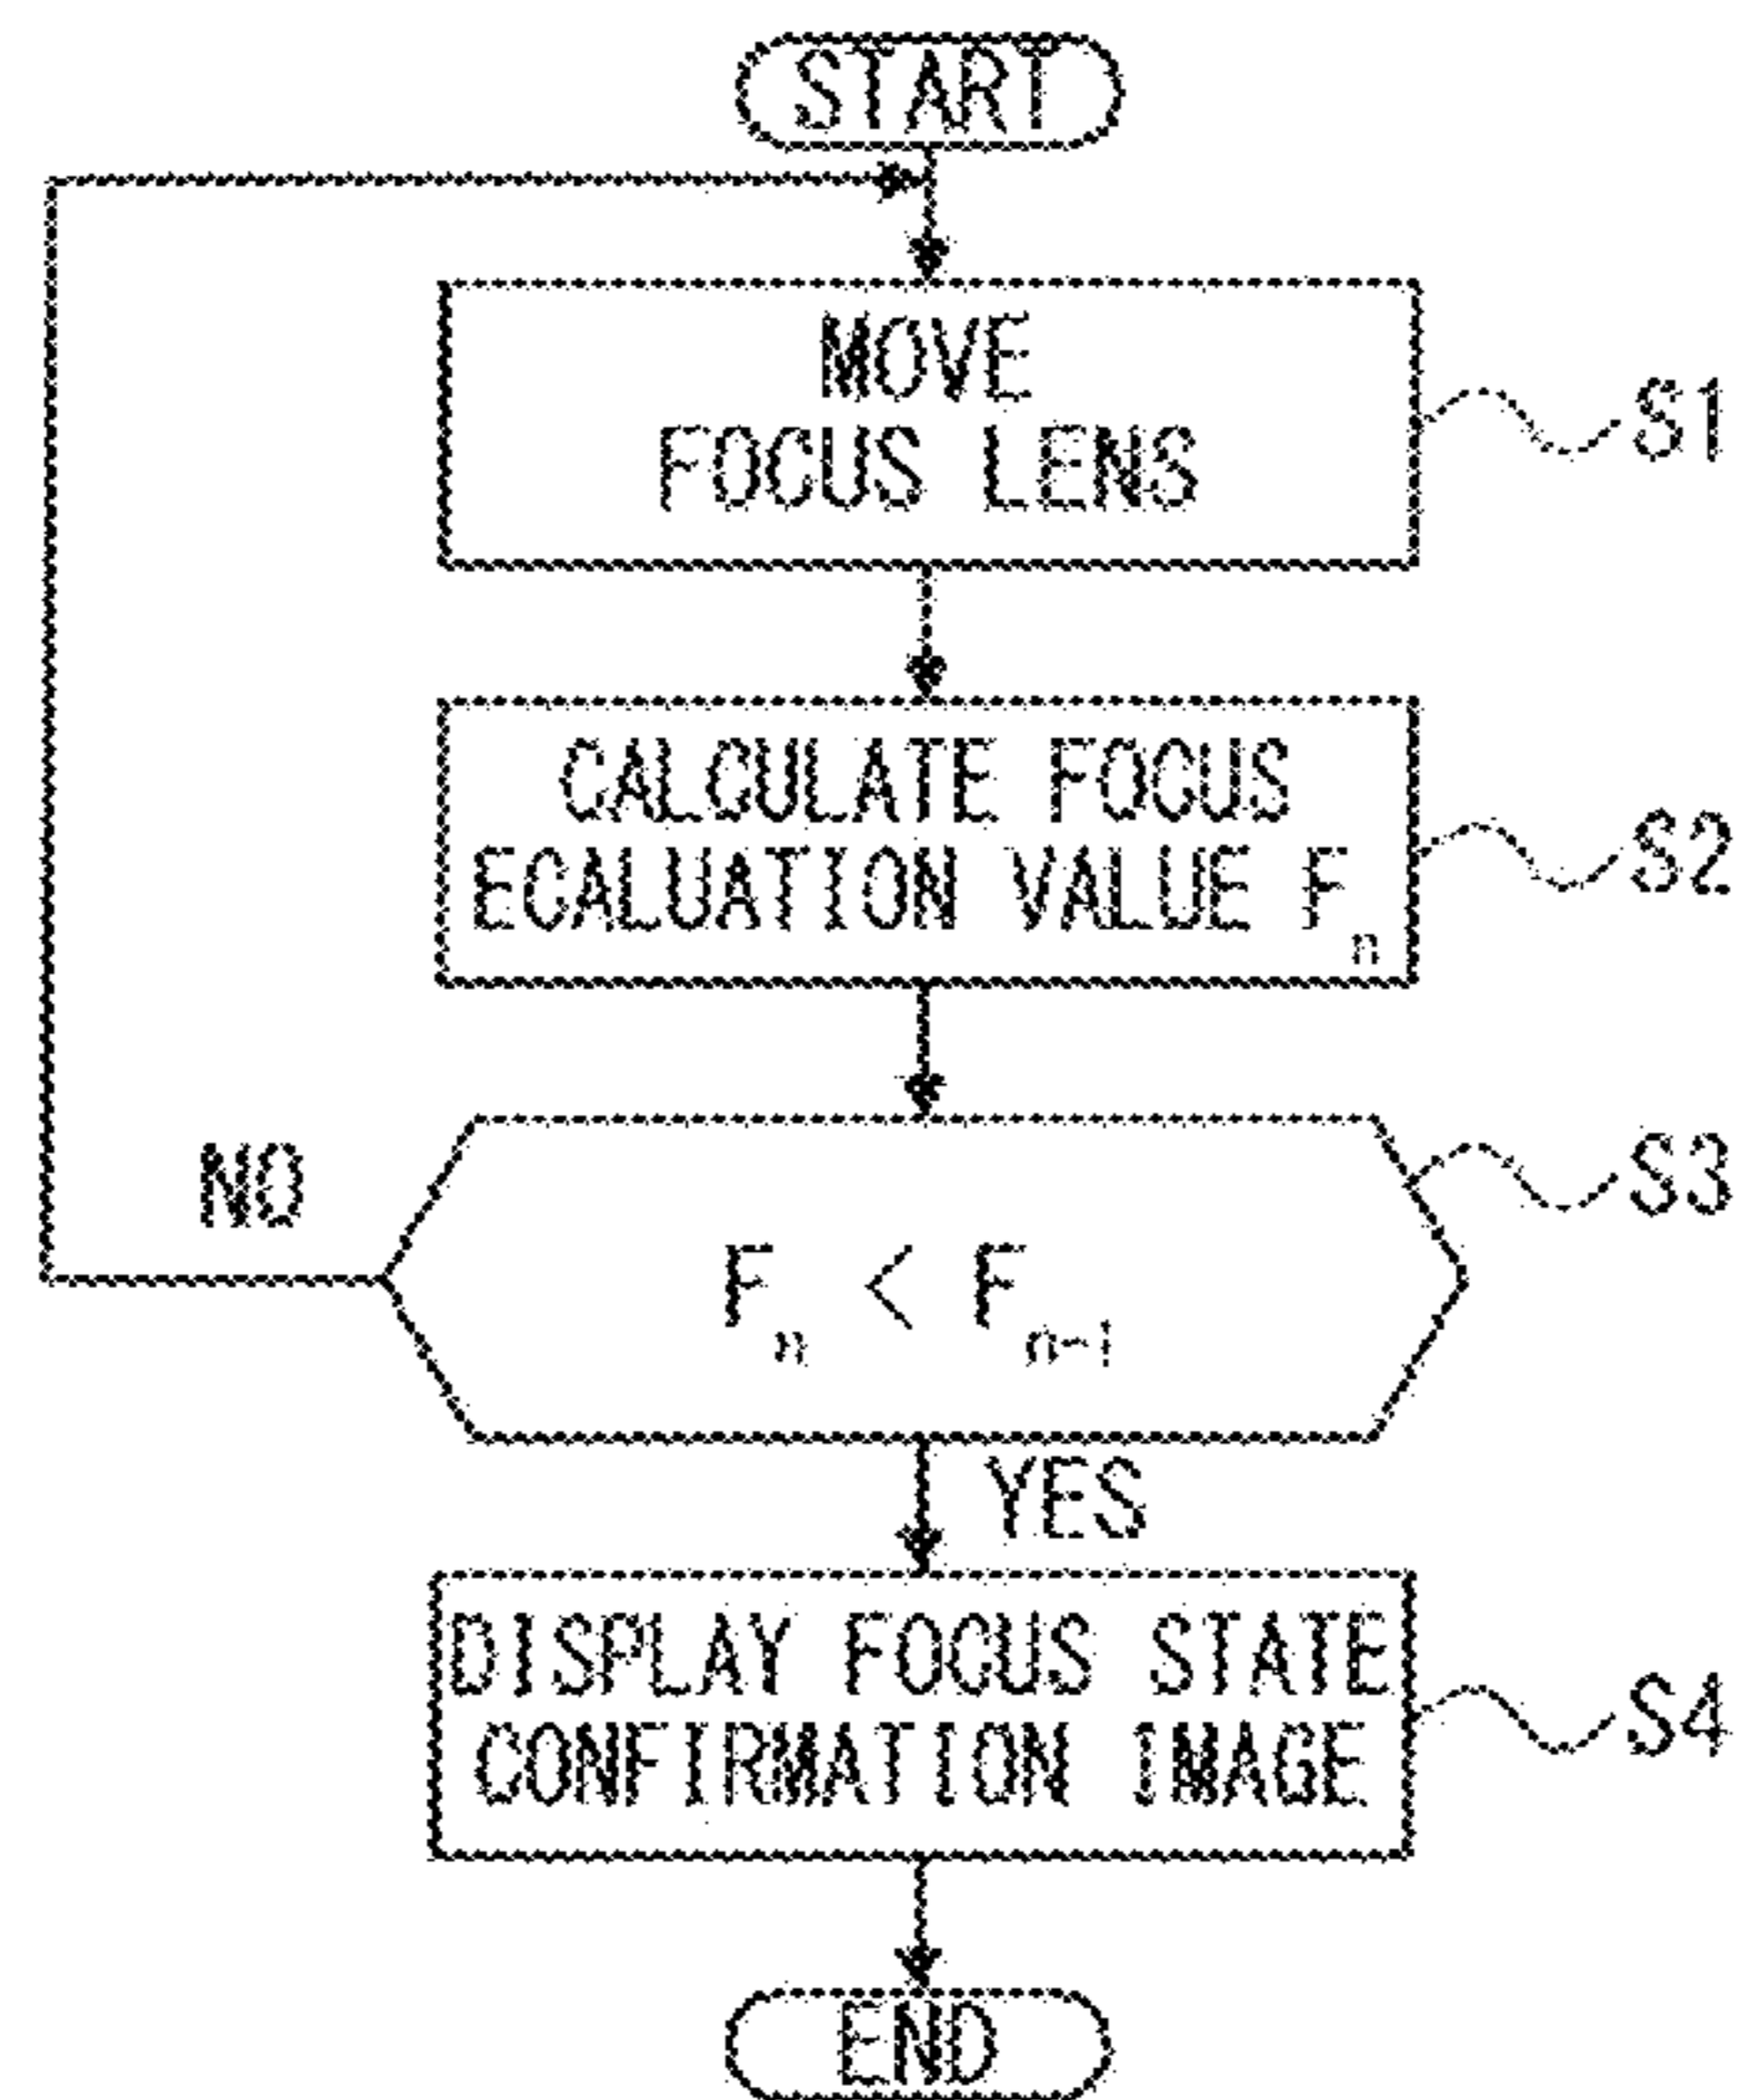 START
MOVE
FOCUS LENS
S1
CALCULATE FOCUS
ECALUATION VALUE Fn
S2
S3
NO
Fn < Fn-1
YES
DISPLAY FOCUS STATE
CONFIRMATION IMAGE
S4
END